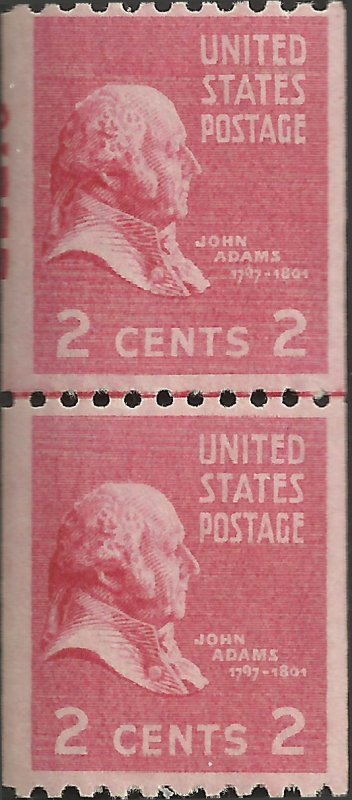 UNITED
STATES
POSTAGE
JOHN
ADAMS
1797-1801
2 CENTS 2
UNITED
STATES
POSTAGE
JOHN
ADAMS
1797-1801
2 CENTS 2